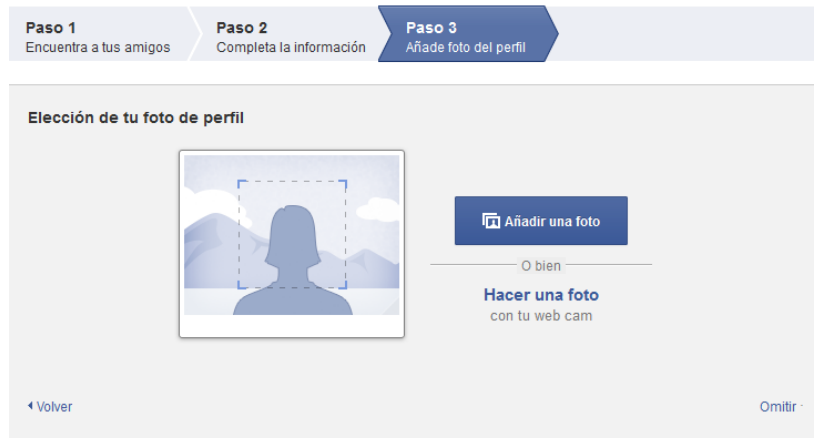 Paso 1
Encuentra a tus amigos
Paso 2
Completa la información
Paso 3
Añade foto del perfil
Elección de tu foto de perfil
Añadir una foto
O bien
Hacer una foto
con tu web cam
Volver
Omitir ·